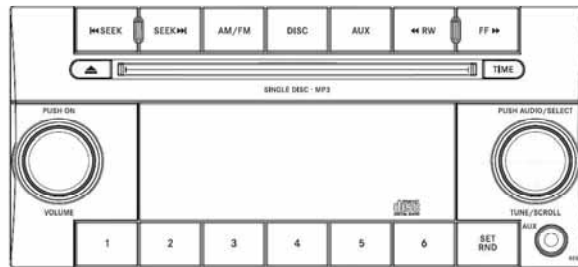 SEEK
SEEK
AM/FM
DISC
AUX
RW
FF
TIME
SINGLE DISC · MP3
PUSH ON
PUSH AUDIO/SELECT
disc
VOLUME
TUNE/SCROLL
AUX
1
2
3
4
5
6
SET
RND